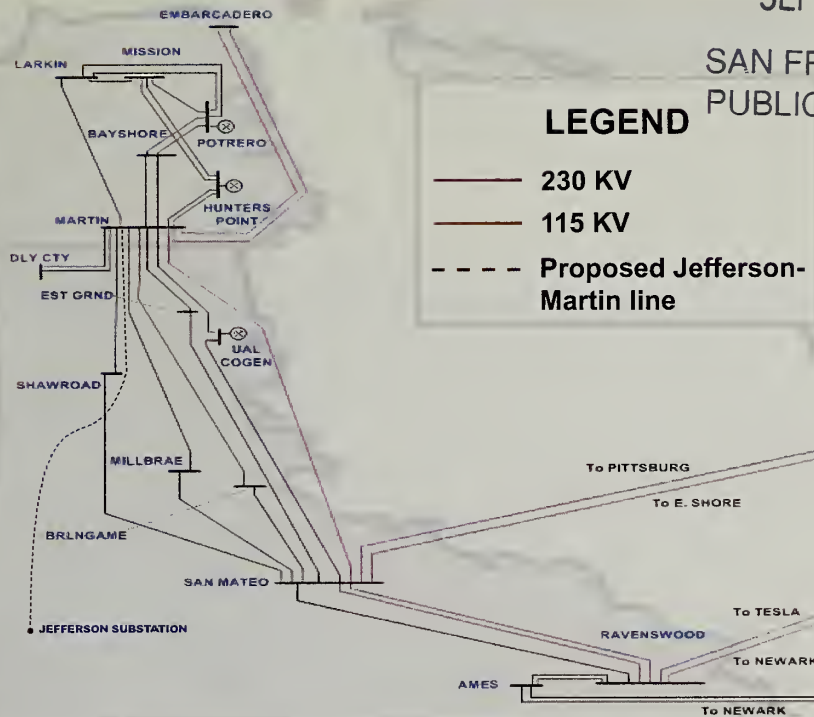 EMBARCADERO
MISSION
LARKIN
SAN FR
PUBLIC
LEGEND
230 KV
115 KV
Proposed Jefferson-
Martin line
BAYSHORE
POTRERO
HUNTERS
POINT
MARTIN
DLY CTY
EST GRND
UAL
COGEN
SHAWROAD
MILLBRAE
To PITTSBURG
To E. SHORE
BRLNGAME
SAN MATEO
JEFFERSON SUBSTATION
To TESLA
RAVENSWOOD
To NEWARK
AMES
To NEWARK